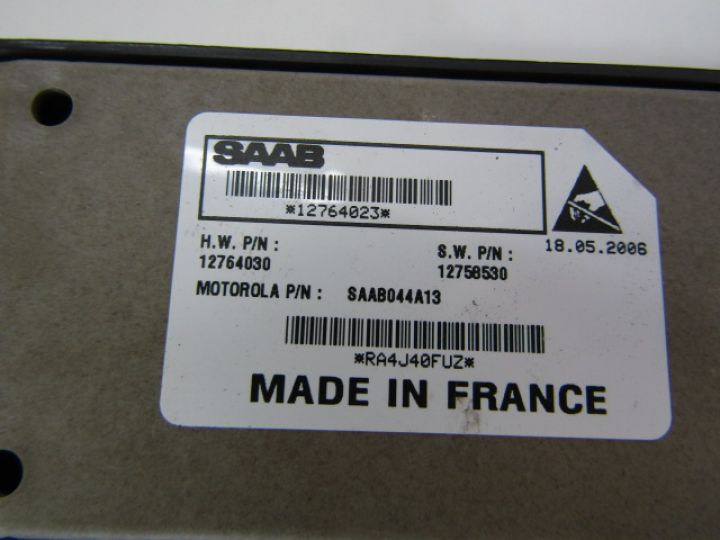 SAAB
*12764023*
18.05.2006
H.W. P/N :
12764030
S.W. P/N :
12758530
MOTOROLA P/N : SAAB044A13
*RA4J40FUZ*
MADE IN FRANCE